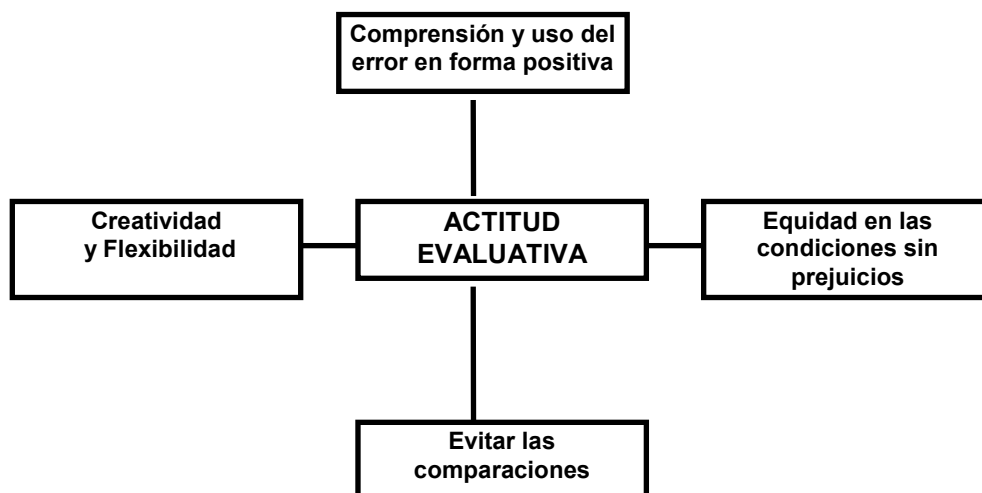 Comprensión y uso del
error en forma positiva
Creatividad
y Flexibilidad
ACTITUD
EVALUATIVA
Equidad en las
condiciones sin
prejuicios
Evitar las
comparaciones